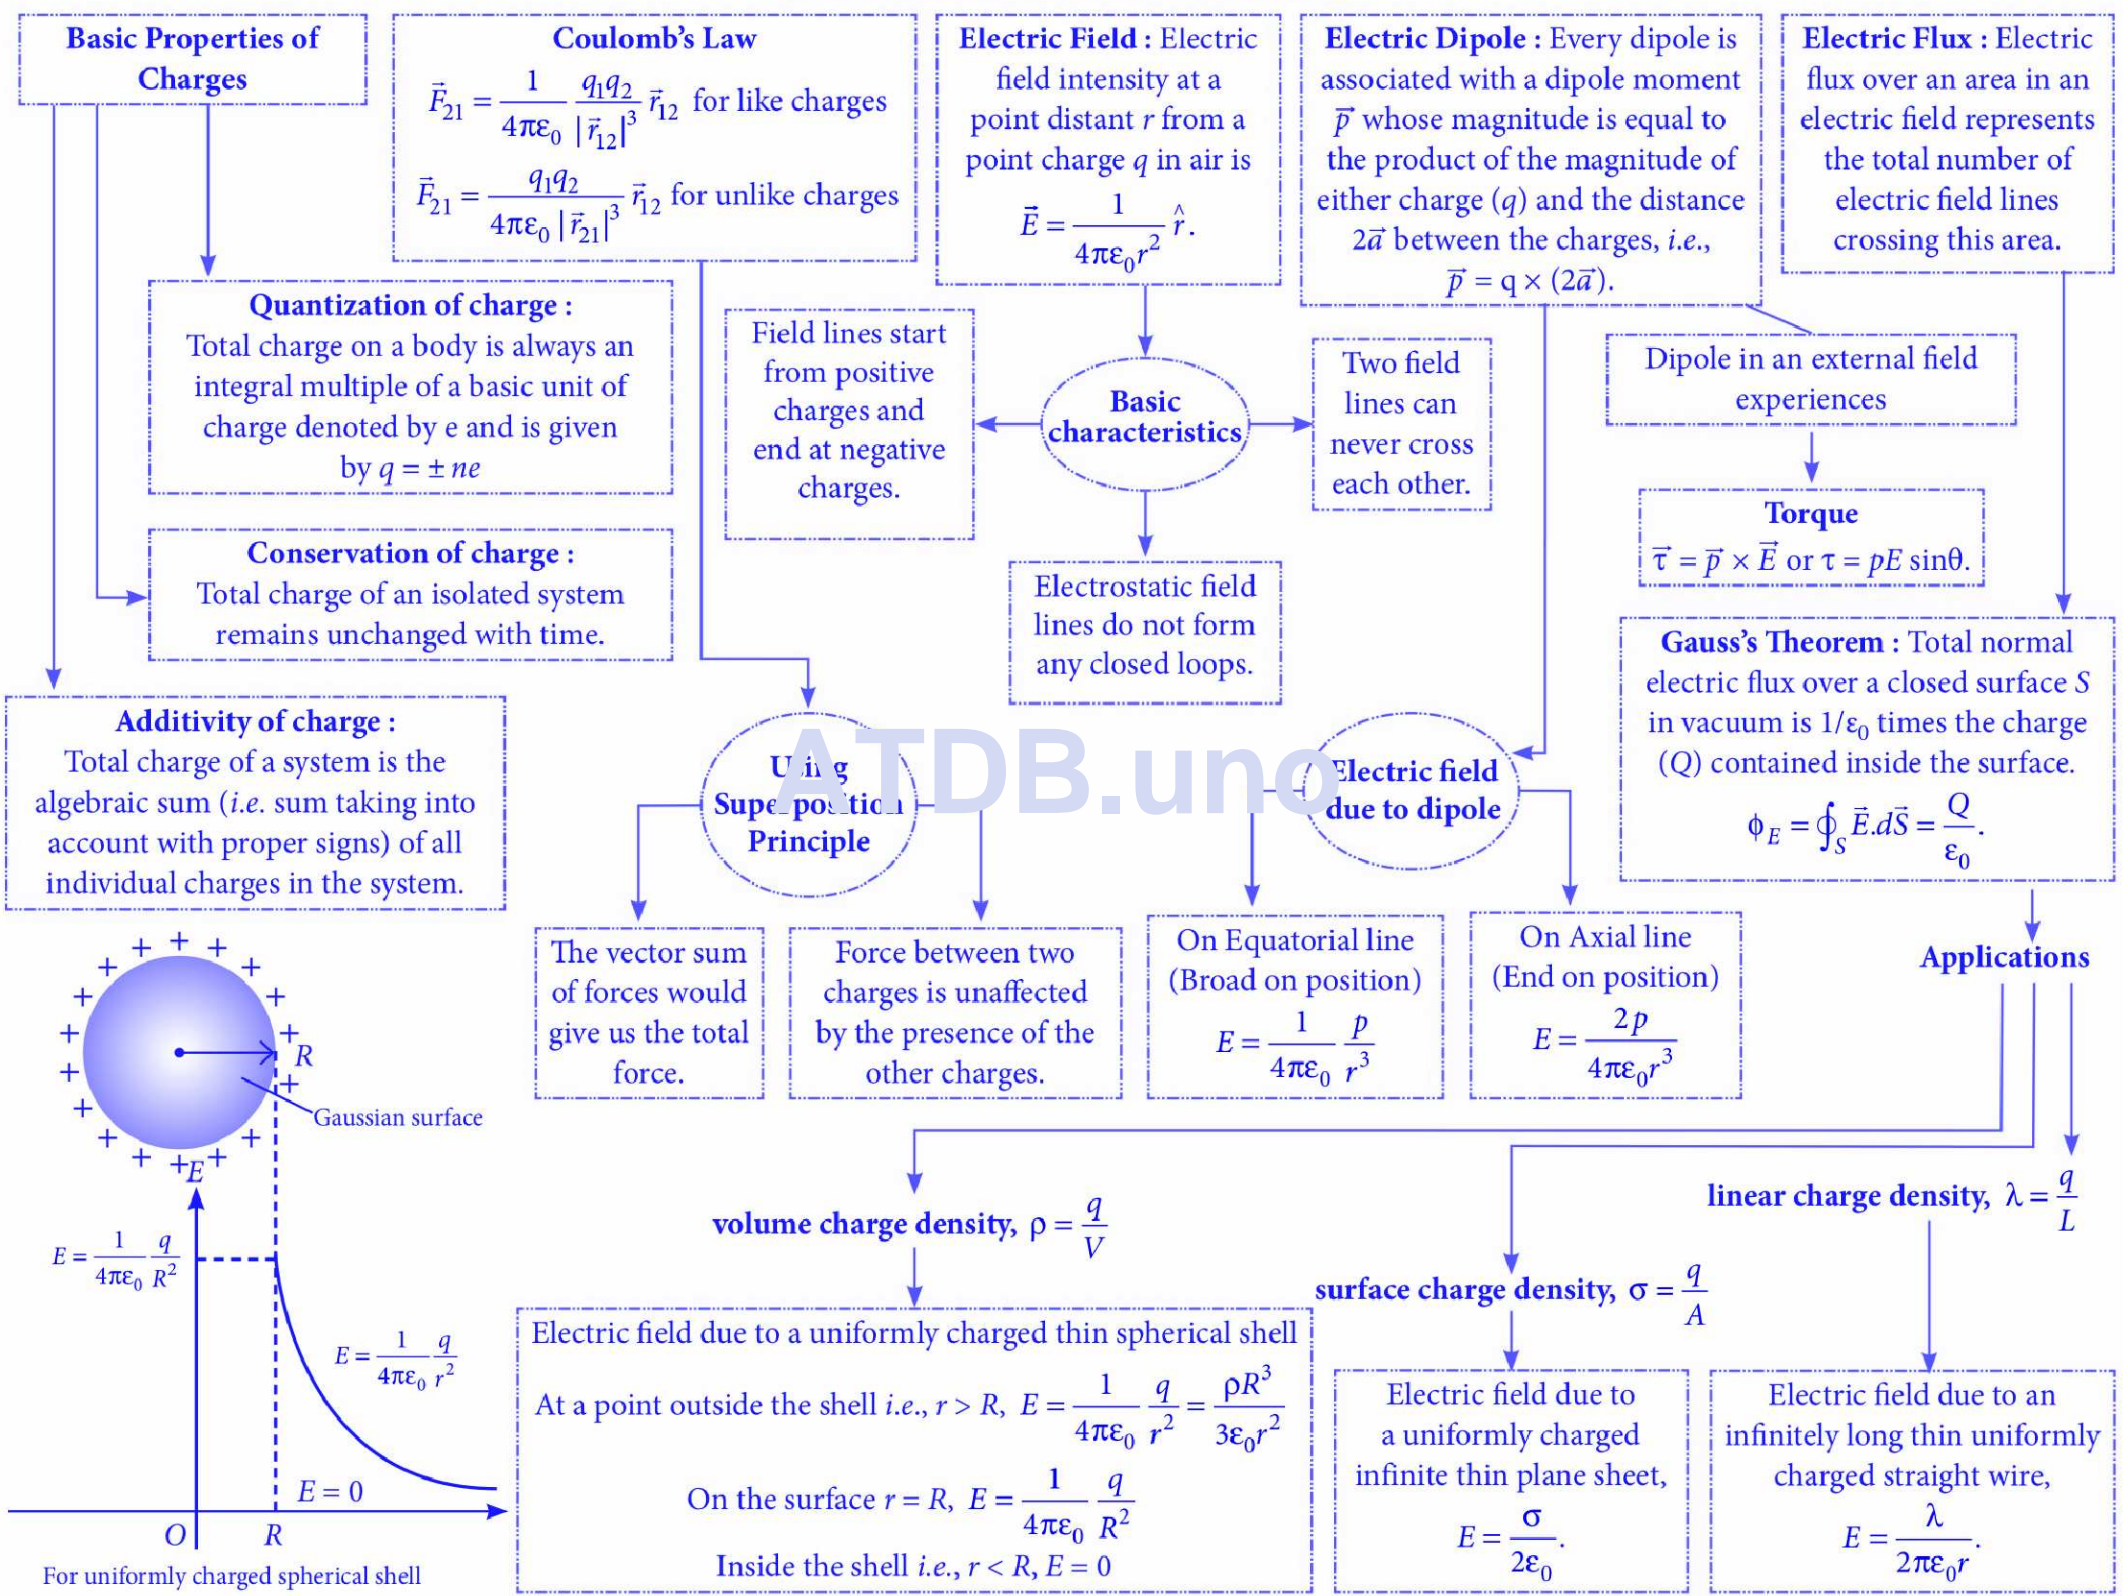 Basic Properties of
Charges
Coulomb's Law
F⃗₂₁ = 1/4πε₀ q₁q₂/|r⃗₁₂|³ r⃗₁₂ for like charges
F⃗₂₁ = q₁q₂/4πε₀|r⃗₂₁|³ r⃗₁₂ for unlike charges
Electric Field : Electric
field intensity at a
point distant r from a
point charge q in air is
E⃗ = 1/4πε₀r² r̂.
Electric Dipole : Every dipole is
associated with a dipole moment
p⃗ whose magnitude is equal to
the product of the magnitude of
either charge (q) and the distance
2a⃗ between the charges, i.e.,
p⃗ = q × (2a⃗).
Electric Flux : Electric
flux over an area in an
electric field represents
the total number of
electric field lines
crossing this area.
Quantization of charge :
Total charge on a body is always an
integral multiple of a basic unit of
charge denoted by e and is given
by q = ± ne
Field lines start
from positive
charges and
end at negative
charges.
Basic
characteristics
Two field
lines can
never cross
each other.
Dipole in an external field
experiences
Torque
τ⃗ = p⃗ × E⃗ or τ = pE sinθ.
Conservation of charge :
Total charge of an isolated system
remains unchanged with time.
Electrostatic field
lines do not form
any closed loops.
Gauss's Theorem : Total normal
electric flux over a closed surface S
in vacuum is 1/ε₀ times the charge
(Q) contained inside the surface.
ϕ_E = ∮_S E⃗.dS⃗ = Q/ε₀.
Additivity of charge :
Total charge of a system is the
algebraic sum (i.e. sum taking into
account with proper signs) of all
individual charges in the system.
Using
Superposition
Principle
ATDB.uno
Electric field
due to dipole
The vector sum
of forces would
give us the total
force.
Force between two
charges is unaffected
by the presence of the
other charges.
On Equatorial line
(Broad on position)
E = 1/4πε₀ p/r³
On Axial line
(End on position)
E = 2p/4πε₀r³
Applications
+ + + + + + + + + + + + + + + + + + +
R
Gaussian surface
E
E = 1/4πε₀ q/R²
E = 1/4πε₀ q/r²
E = 0
O R
For uniformly charged spherical shell
volume charge density, ρ = q/V
surface charge density, σ = q/A
linear charge density, λ = q/L
Electric field due to a uniformly charged thin spherical shell
At a point outside the shell i.e., r > R, E = 1/4πε₀ q/r² = ρR³/3ε₀r²
On the surface r = R, E = 1/4πε₀ q/R²
Inside the shell i.e., r < R, E = 0
Electric field due to
a uniformly charged
infinite thin plane sheet,
E = σ/2ε₀.
Electric field due to an
infinitely long thin uniformly
charged straight wire,
E = λ/2πε₀r.